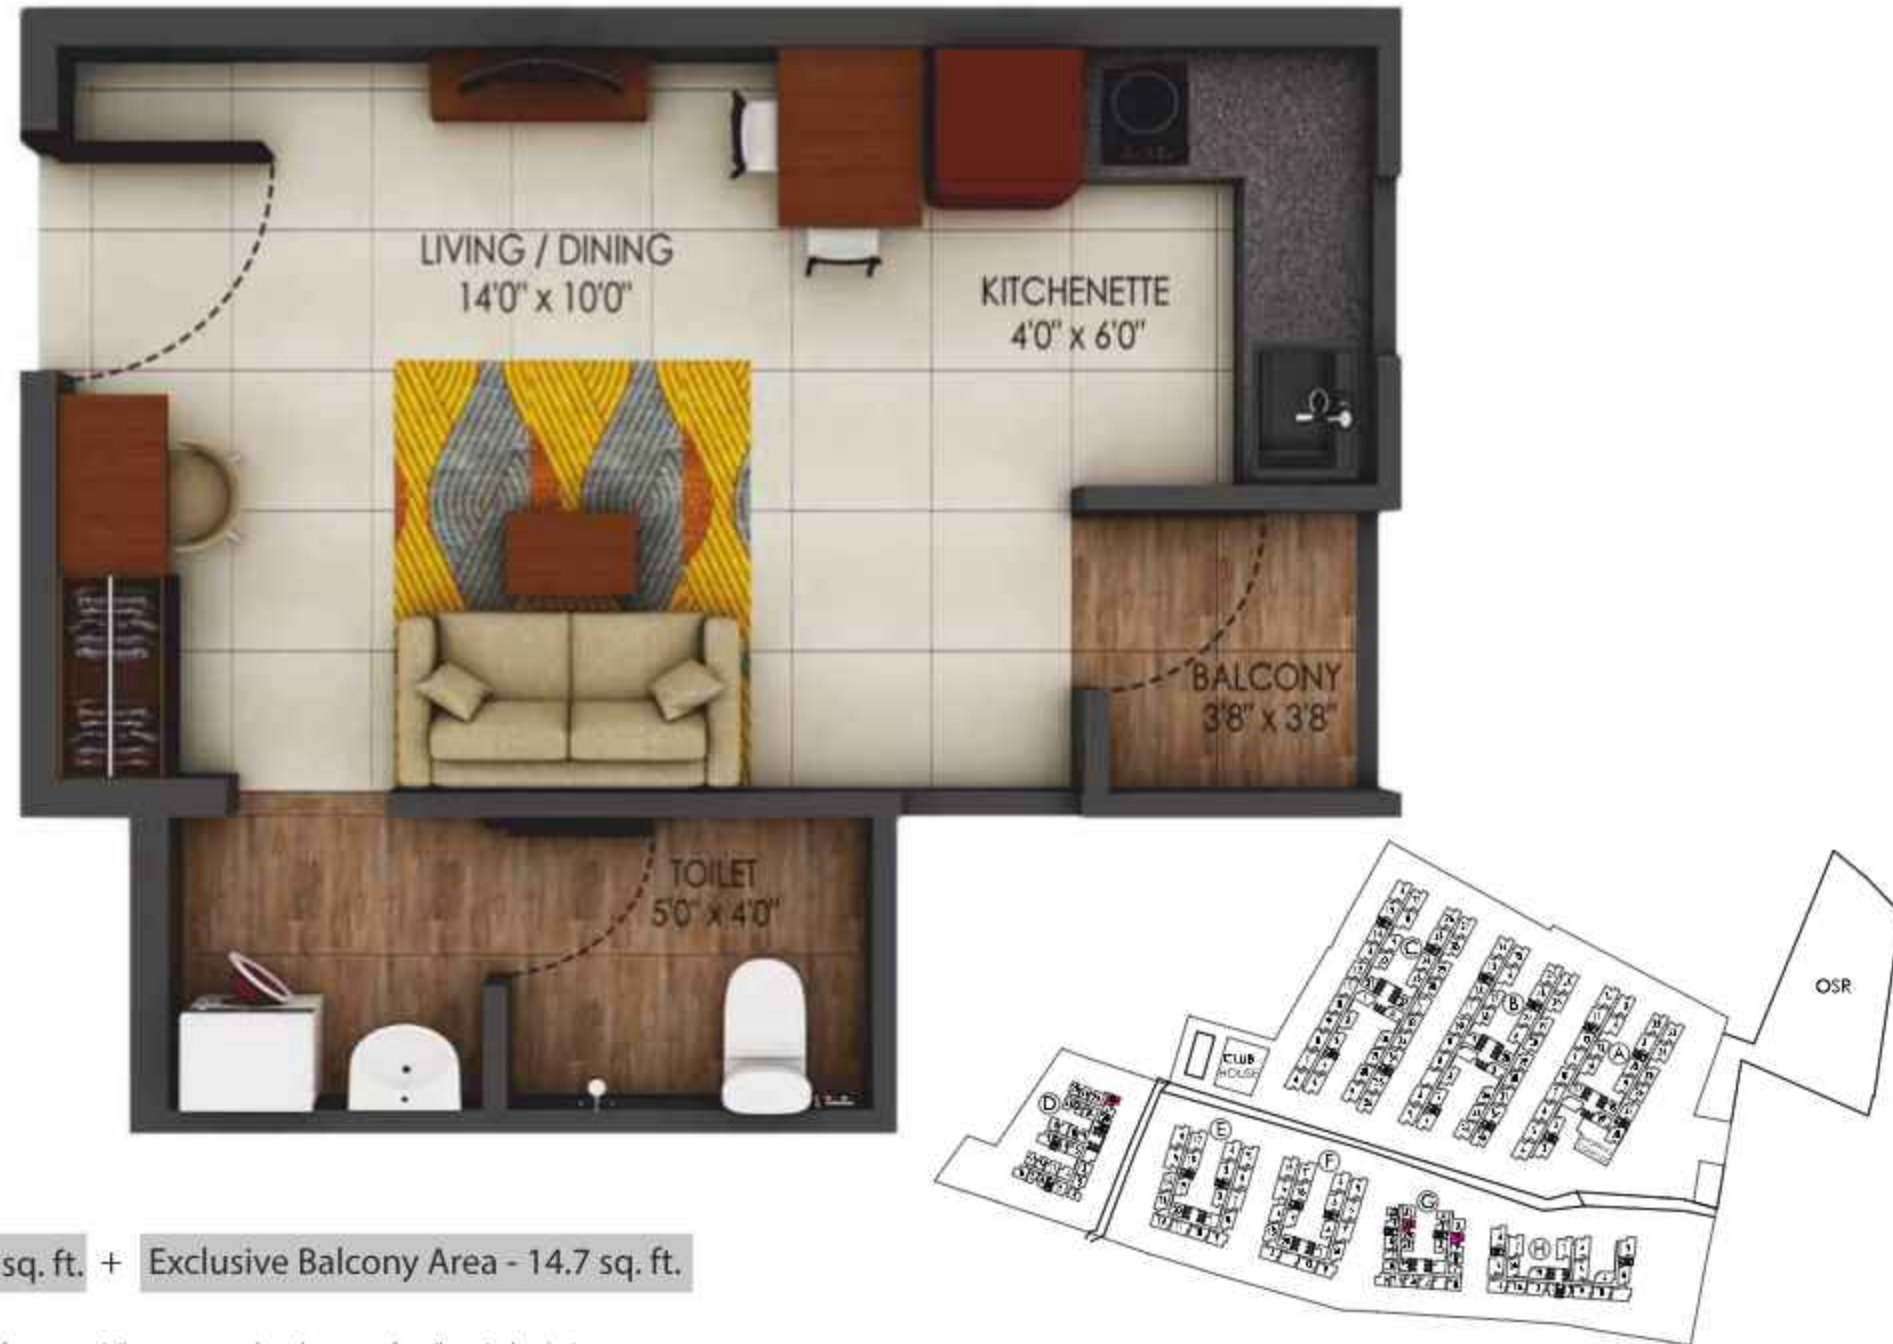 LIVING / DINING
14'0" x 10'0"
KITCHENETTE
4'0" x 6'0"
BALCONY
3'8" x 3'8"
TOILET
5'0" x 4'0"
OSR
C
B
A
CLUB
HOUSE
D
E
F
G
H
sq. ft. + Exclusive Balcony Area - 14.7 sq. ft.